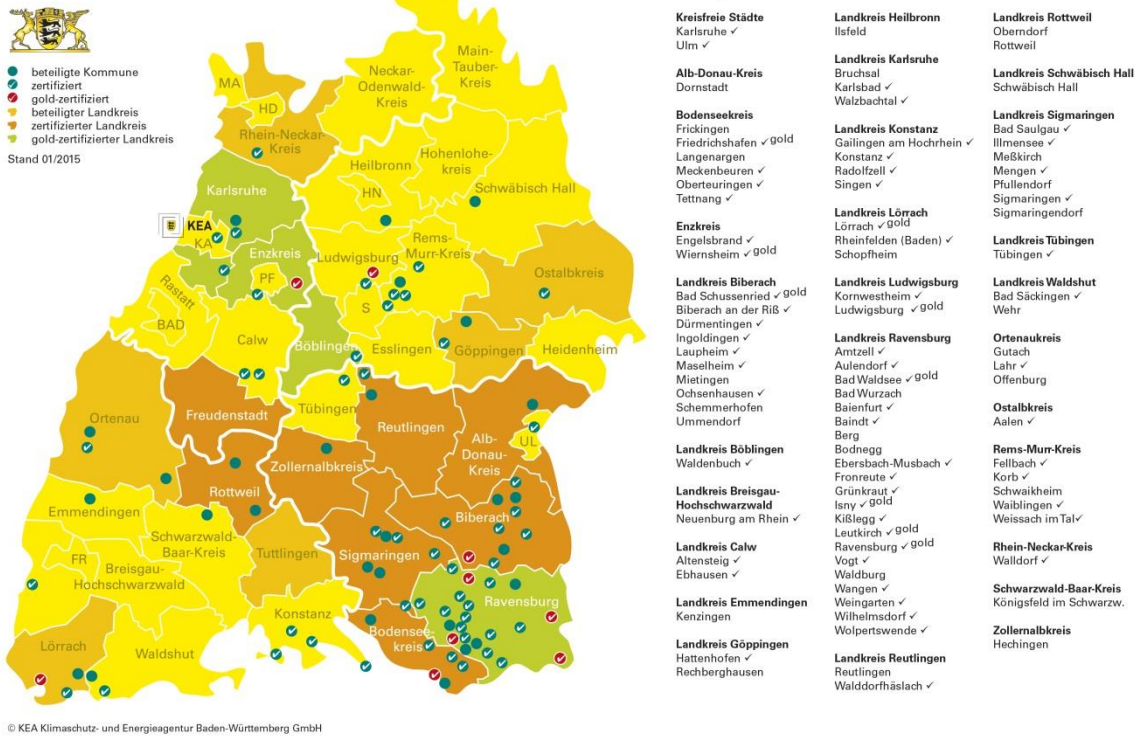 beteiligte Kommune
zertifiziert
gold-zertifiziert
beteiligter Landkreis
zertifizierter Landkreis
gold-zertifizierter Landkreis
Stand 01/2015
MA
HD
Rhein-Neckar-
Kreis
Neckar-
Odenwald-
Kreis
Main-
Tauber-
Kreis
Heilbronn
HN
Hohenlohe-
kreis
Schwäbisch Hall
Karlsruhe
KEA
KA
Enzkreis
PF
Ludwigsburg
Rems-
Murr-Kreis
Ostalbkreis
Rastatt
BAD
S
Calw
Böblingen
Esslingen
Göppingen
Heidenheim
Ortenau
Freudenstadt
Tübingen
Reutlingen
Alb-
Donau-
Kreis
UL
Zollernalbkreis
Rottweil
Emmendingen
Schwarzwald-
Baar-Kreis
Biberach
Sigmaringen
Tuttlingen
FR
Breisgau-
Hochschwarzwald
Konstanz
Ravensburg
Bodensee-
kreis
Lörrach
Waldshut
Kreisfreie Städte
Karlsruhe ✓
Ulm ✓
Alb-Donau-Kreis
Dornstadt
Bodenseekreis
Frickingen
Friedrichshafen ✓ gold
Langenargen
Meckenbeuren ✓
Oberteuringen ✓
Tettnang ✓
Enzkreis
Engelsbrand ✓
Wiernsheim ✓ gold
Landkreis Biberach
Bad Schussenried ✓ gold
Biberach an der Riß ✓
Dürmentingen ✓
Ingoldingen ✓
Laupheim ✓
Maselheim ✓
Mietingen
Ochsenhausen ✓
Schemmerhofen
Ummendorf
Landkreis Böblingen
Waldenbuch ✓
Landkreis Breisgau-
Hochschwarzwald
Neuenburg am Rhein ✓
Landkreis Calw
Altensteig ✓
Ebhausen ✓
Landkreis Emmendingen
Kenzingen
Landkreis Göppingen
Hattenhofen ✓
Rechberghausen
Landkreis Heilbronn
Ilsfeld
Landkreis Karlsruhe
Bruchsal
Karlsbad ✓
Walzbachtal ✓
Landkreis Konstanz
Gailingen am Hochrhein ✓
Konstanz ✓
Radolfzell ✓
Singen ✓
Landkreis Lörrach
Lörrach ✓ gold
Rheinfelden (Baden) ✓
Schopfheim
Landkreis Ludwigsburg
Kornwestheim ✓
Ludwigsburg ✓ gold
Landkreis Ravensburg
Amtzell ✓
Aulendorf ✓
Bad Waldsee ✓ gold
Bad Wurzach
Baienfurt ✓
Baindt ✓
Berg
Bodnegg
Ebersbach-Musbach ✓
Fronreute ✓
Grünkraut ✓
Isny ✓ gold
Kißlegg ✓
Leutkirch ✓ gold
Ravensburg ✓ gold
Vogt ✓
Waldburg
Wangen ✓
Weingarten ✓
Wilhelmsdorf ✓
Wolpertswende ✓
Landkreis Reutlingen
Reutlingen
Walddorfhäslach ✓
Landkreis Rottweil
Oberndorf
Rottweil
Landkreis Schwäbisch Hall
Schwäbisch Hall
Landkreis Sigmaringen
Bad Saulgau ✓
Illmensee ✓
Meßkirch
Mengen ✓
Pfullendorf
Sigmaringen ✓
Sigmaringendorf
Landkreis Tübingen
Tübingen ✓
Landkreis Waldshut
Bad Säckingen ✓
Wehr
Ortenaukreis
Gutach
Lahr ✓
Offenburg
Ostalbkreis
Aalen ✓
Rems-Murr-Kreis
Fellbach ✓
Korb ✓
Schwaikheim
Waiblingen ✓
Weissach im Tal ✓
Rhein-Neckar-Kreis
Walldorf ✓
Schwarzwald-Baar-Kreis
Königsfeld im Schwarzw.
Zollernalbkreis
Hechingen
© KEA Klimaschutz- und Energieagentur Baden-Württemberg GmbH